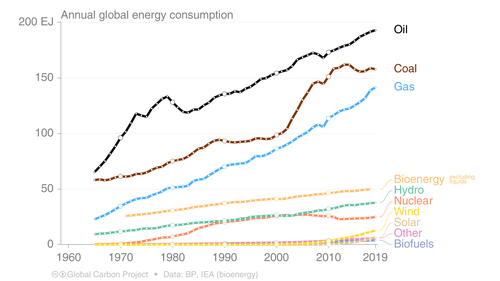 Annual global energy consumption
200 EJ
150
100
50
0
1960
1970
1980
1990
2000
2010
2019
Oil
Coal
Gas
Bioenergy excluding liquids
Hydro
Nuclear
Wind
Solar
Other
Biofuels
Global Carbon Project • Data: BP, IEA (bioenergy)